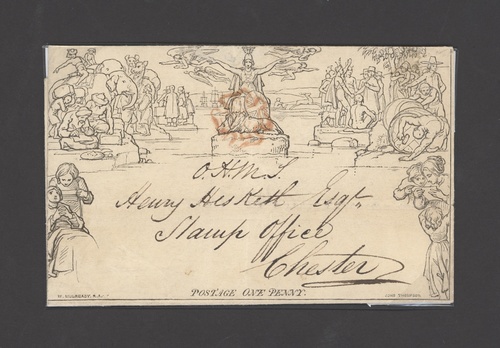 O.H.M.S.
Henry Hesketh Esqr.
Stamp Office
Chester
POSTAGE ONE PENNY.
W. MULREADY, R.A.
JOHN THOMPSON